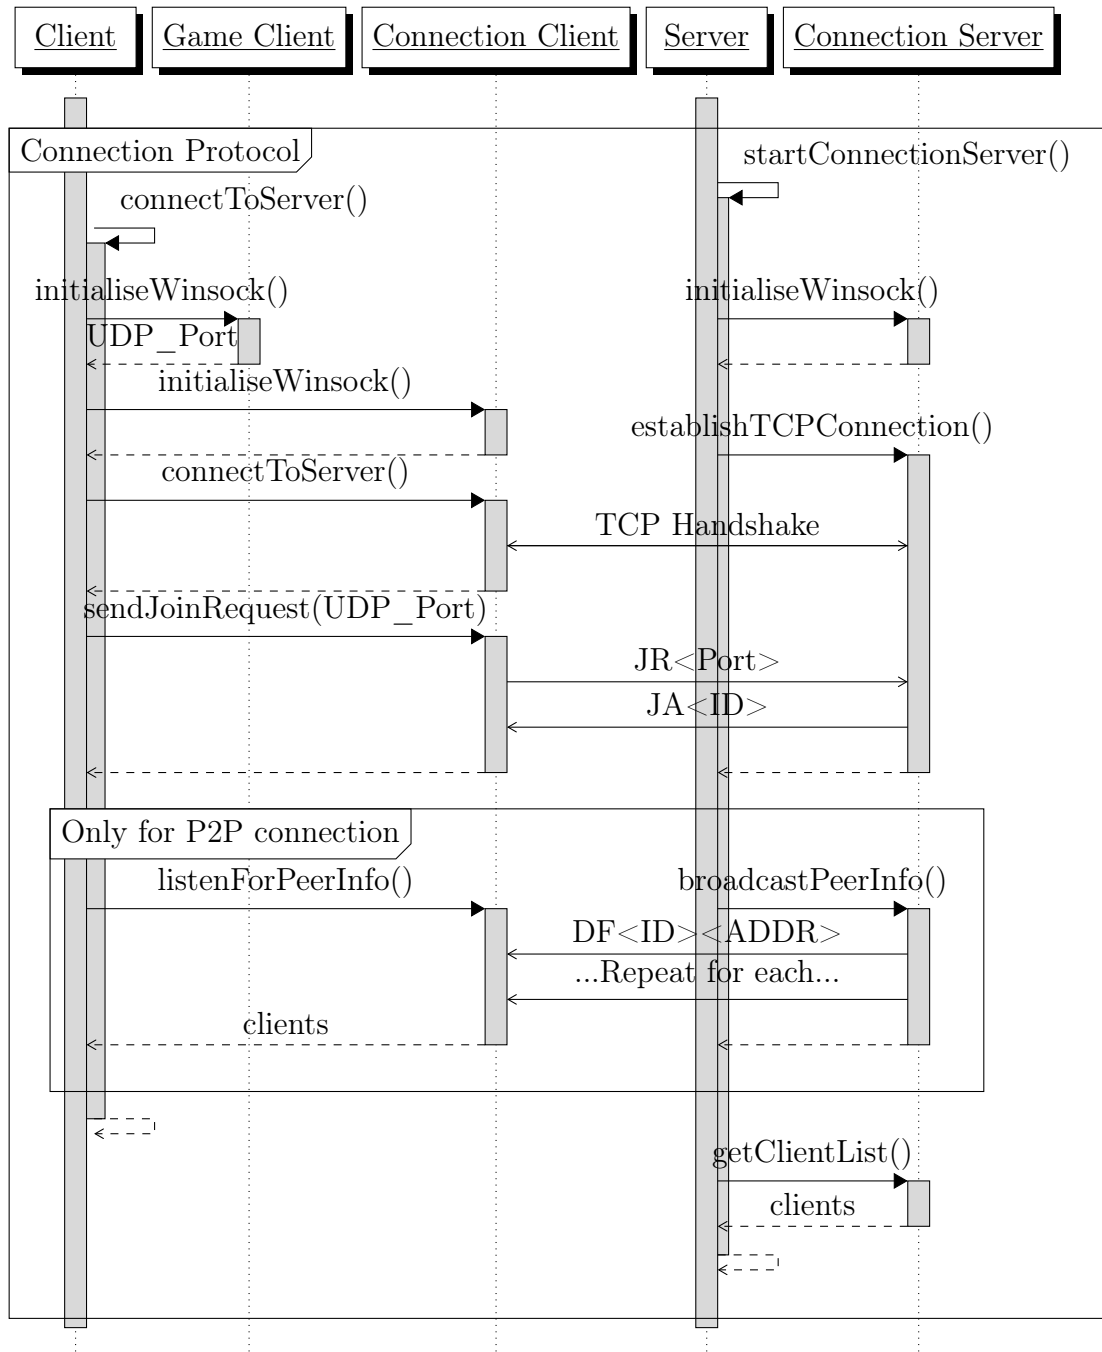 Client
Game Client
Connection Client
Server
Connection Server
Connection Protocol
startConnectionServer()
connectToServer()
initialiseWinsock()
initialiseWinsock()
UDP_Port
initialiseWinsock()
establishTCPConnection()
connectToServer()
TCP Handshake
sendJoinRequest(UDP_Port)
JR<Port>
JA<ID>
Only for P2P connection
listenForPeerInfo()
broadcastPeerInfo()
DF<ID><ADDR>
...Repeat for each...
clients
getClientList()
clients